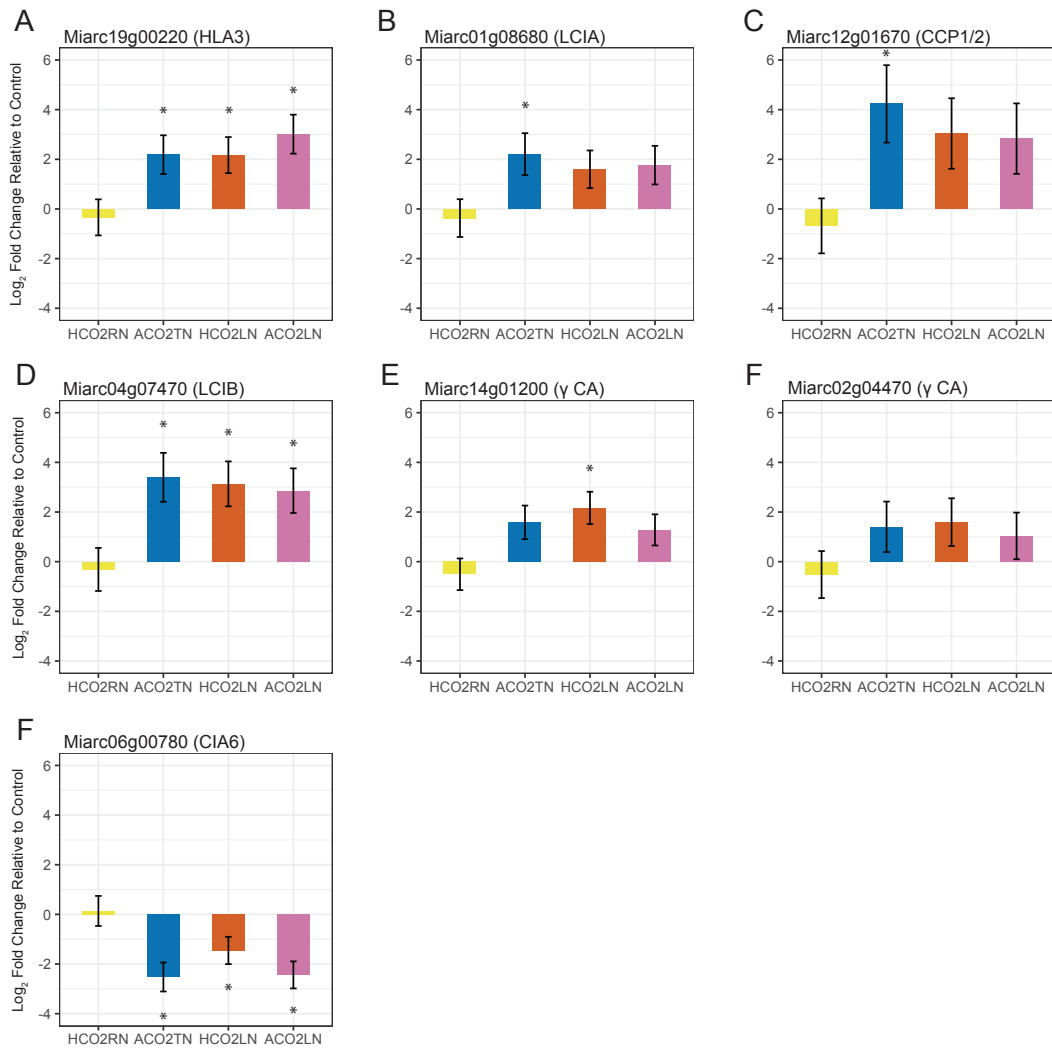 A
Miarc19g00220 (HLA3)
Log₂ Fold Change Relative to Control
6
4
2
0
-2
-4
*
*
*
HCO2RN ACO2TN HCO2LN ACO2LN
B
Miarc01g08680 (LCIA)
6
4
2
0
-2
-4
*
HCO2RN ACO2TN HCO2LN ACO2LN
C
Miarc12g01670 (CCP1/2)
6
4
2
0
-2
-4
*
HCO2RN ACO2TN HCO2LN ACO2LN
D
Miarc04g07470 (LCIB)
Log₂ Fold Change Relative to Control
6
4
2
0
-2
-4
*
*
*
HCO2RN ACO2TN HCO2LN ACO2LN
E
Miarc14g01200 (γ CA)
6
4
2
0
-2
-4
*
HCO2RN ACO2TN HCO2LN ACO2LN
F
Miarc02g04470 (γ CA)
6
4
2
0
-2
-4
HCO2RN ACO2TN HCO2LN ACO2LN
F
Miarc06g00780 (CIA6)
Log₂ Fold Change Relative to Control
6
4
2
0
-2
-4
*
*
*
HCO2RN ACO2TN HCO2LN ACO2LN